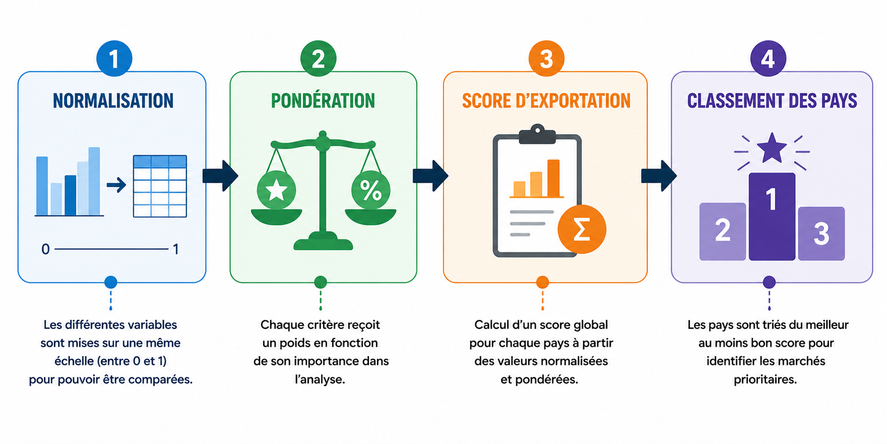 1
NORMALISATION
0
1
Les différentes variables
sont mises sur une même
échelle (entre 0 et 1)
pour pouvoir être comparées.
2
PONDÉRATION
%
Chaque critère reçoit
un poids en fonction
de son importance dans
l'analyse.
3
SCORE D'EXPORTATION
Σ
Calcul d'un score global
pour chaque pays à partir
des valeurs normalisées
et pondérées.
4
CLASSEMENT DES PAYS
2
1
3
Les pays sont triés du meilleur
au moins bon score pour
identifier les marchés
prioritaires.